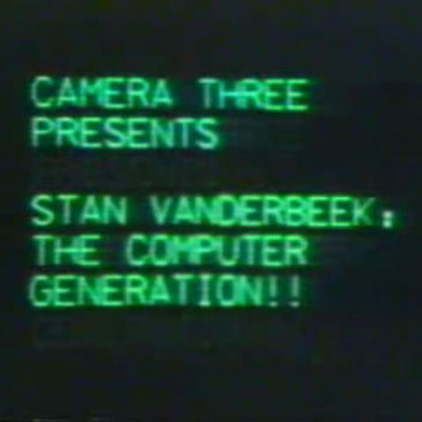 CAMERA THREE
PRESENTS
STAN VANDERBEEK:
THE COMPUTER
GENERATION!!